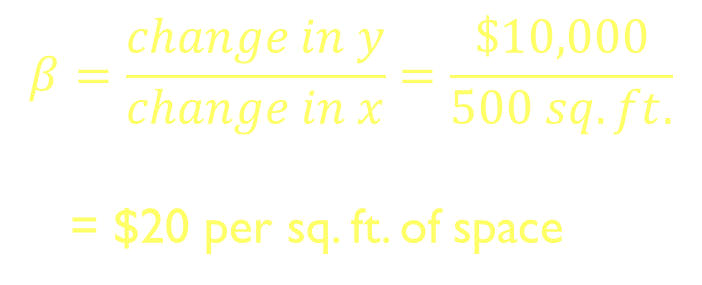 β = change in y / change in x = $10,000 / 500 sq. ft.
= $20 per sq. ft. of space